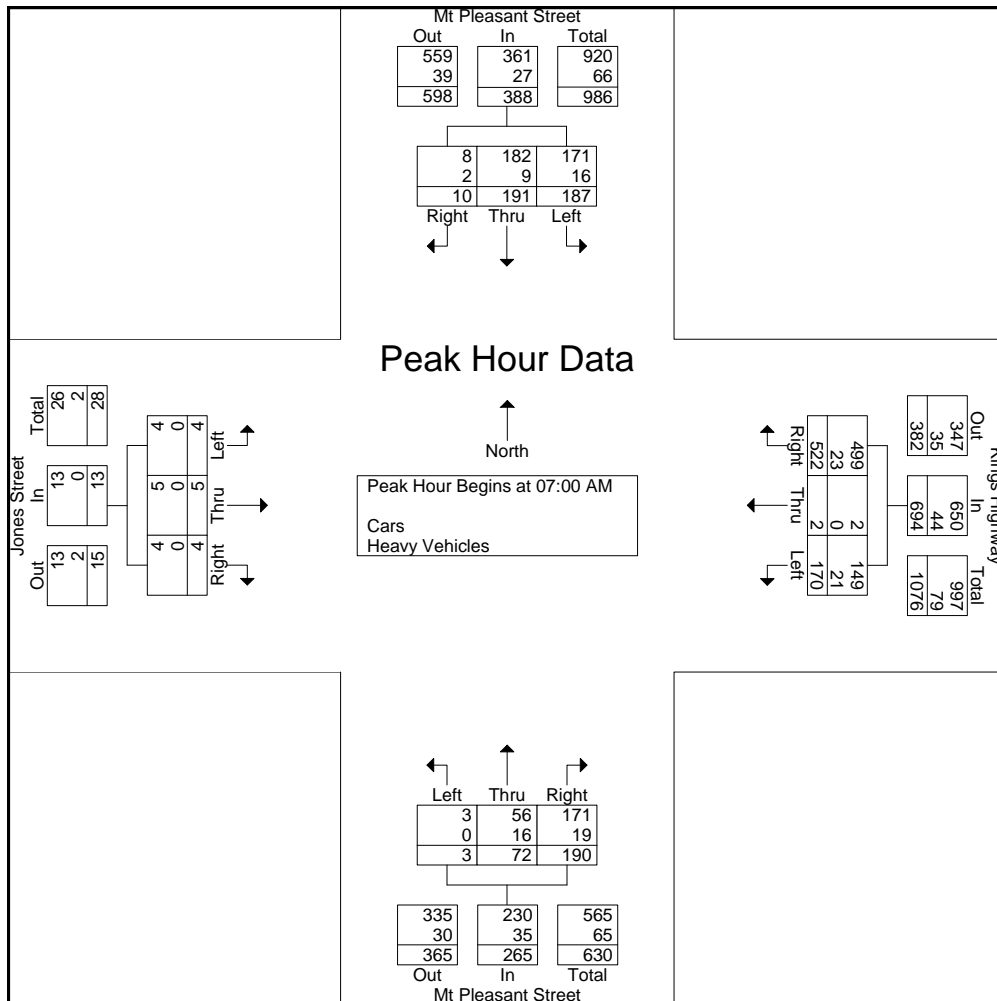 Mt Pleasant Street
Out In Total
559 361 920
39 27 66
598 388 986
8 182 171
2 9 16
10 191 187
Right Thru Left
Peak Hour Data
North
Peak Hour Begins at 07:00 AM
Cars
Heavy Vehicles
Jones Street
Out In Total
13 13 26
2 0 2
15 13 28
4 5 4
0 0 0
4 5 4
Right Thru Left
Kings Highway
Out In Total
347 650 997
35 44 79
382 694 1076
499 2 149
23 0 21
522 2 170
Right Thru Left
Left Thru Right
3 56 171
0 16 19
3 72 190
335 230 565
30 35 65
365 265 630
Out In Total
Mt Pleasant Street